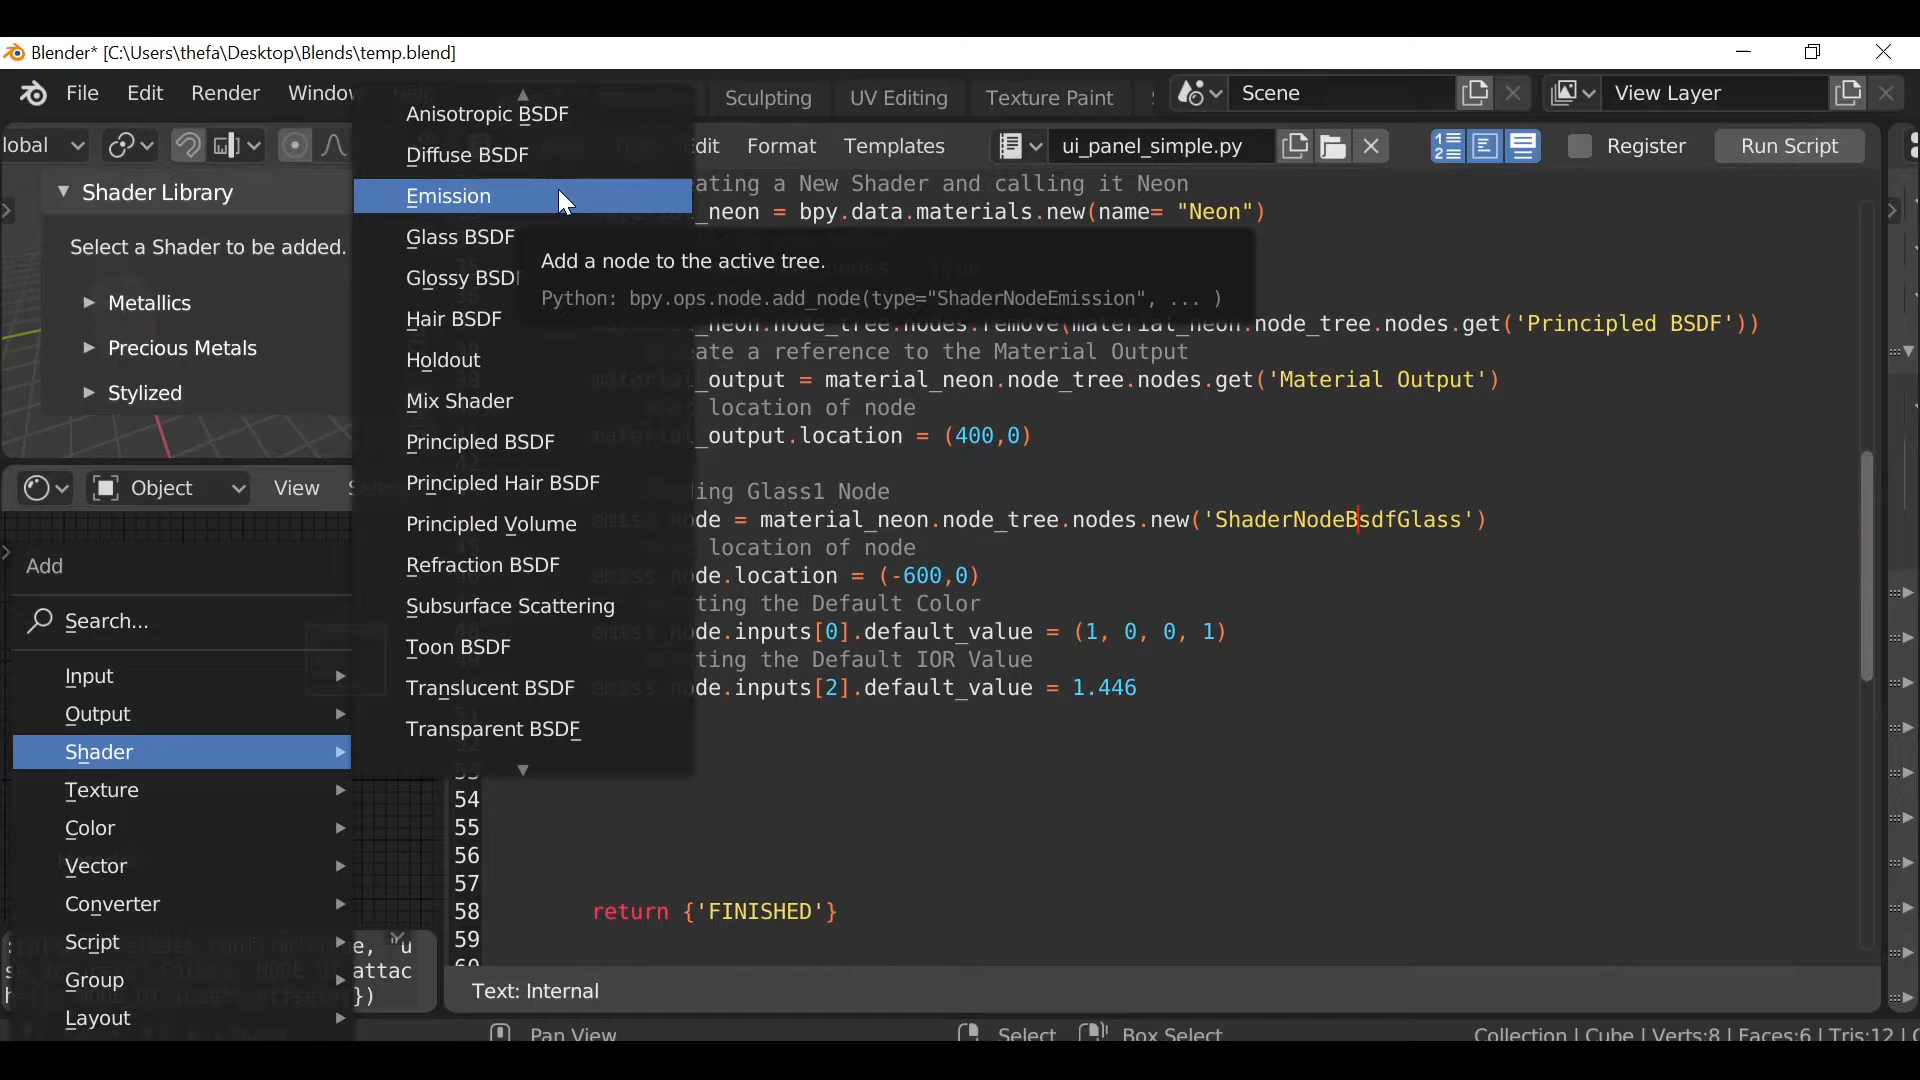 Blender* [C:\Users\thefa\Desktop\Blends\temp.blend]
File Edit Render Window Sculpting UV Editing Texture Paint Scene View Layer
lobal dit Format Templates ui_panel_simple.py Register Run Script
Shader Library
Select a Shader to be added.
Metallics
Precious Metals
Stylized
Object View
Add
Search...
Input
Output
Shader
Texture
Color
Vector
Converter
Script
Group
Layout
Anisotropic BSDF
Diffuse BSDF
Emission
Glass BSDF
Glossy BSDF
Hair BSDF
Holdout
Mix Shader
Principled BSDF
Principled Hair BSDF
Principled Volume
Refraction BSDF
Subsurface Scattering
Toon BSDF
Translucent BSDF
Transparent BSDF
Add a node to the active tree.
Python: bpy.ops.node.add_node(type="ShaderNodeEmission", ... )
ating a New Shader and calling it Neon
_neon = bpy.data.materials.new(name= "Neon")
_neon.node_tree.nodes.remove(material_neon.node_tree.nodes.get('Principled BSDF'))
ate a reference to the Material Output
_output = material_neon.node_tree.nodes.get('Material Output')
location of node
_output.location = (400,0)
ing Glass1 Node
de = material_neon.node_tree.nodes.new('ShaderNodeBsdfGlass')
location of node
de.location = (-600,0)
ting the Default Color
de.inputs[0].default_value = (1, 0, 0, 1)
ting the Default IOR Value
de.inputs[2].default_value = 1.446
54
55
56
57
58 return {'FINISHED'}
59
60
e, "u
attac
})
Text: Internal
Pan View Select Box Select Collection | Cube | Verts:8 | Faces:6 | Tris:12 |